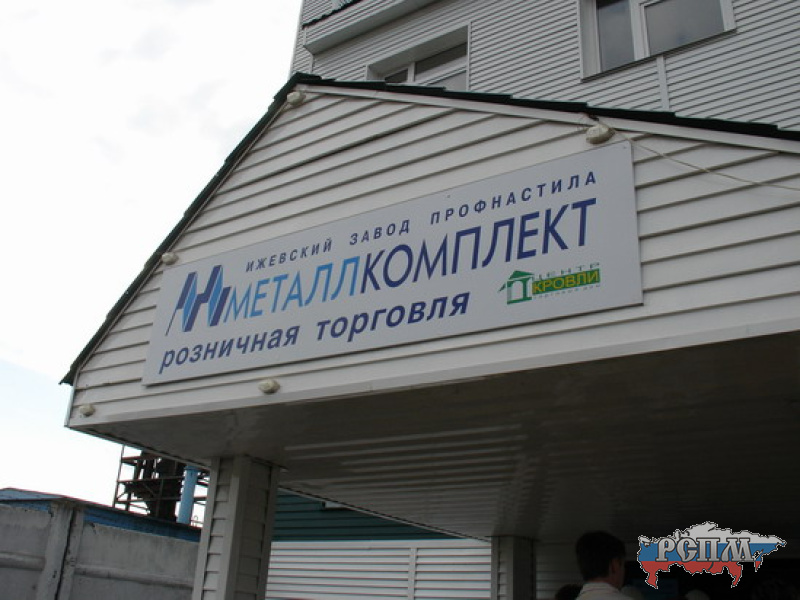 ИЖЕВСКИЙ ЗАВОД ПРОФНАСТИЛА
МЕТАЛЛКОМПЛЕКТ
розничная торговля
ЦЕНТР
КРОВЛИ
РСПМ